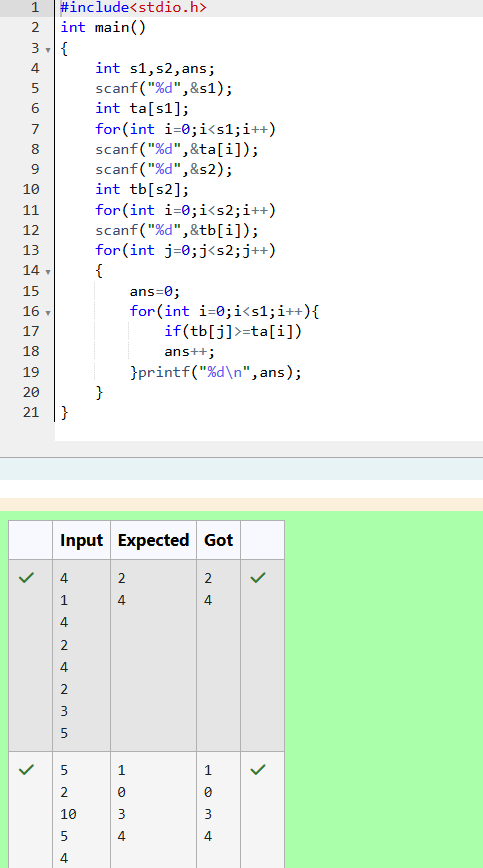 1 #include<stdio.h>
2 int main()
3 {
4 int s1,s2,ans;
5 scanf("%d",&s1);
6 int ta[s1];
7 for(int i=0;i<s1;i++)
8 scanf("%d",&ta[i]);
9 scanf("%d",&s2);
10 int tb[s2];
11 for(int i=0;i<s2;i++)
12 scanf("%d",&tb[i]);
13 for(int j=0;j<s2;j++)
14 {
15 ans=0;
16 for(int i=0;i<s1;i++){
17 if(tb[j]>=ta[i])
18 ans++;
19 }printf("%d\n",ans);
20 }
21 }
Input Expected Got
4 2 2
1 4 4
4
2
4
2
3
5
5 1 1
2 0 0
10 3 3
5 4 4
4